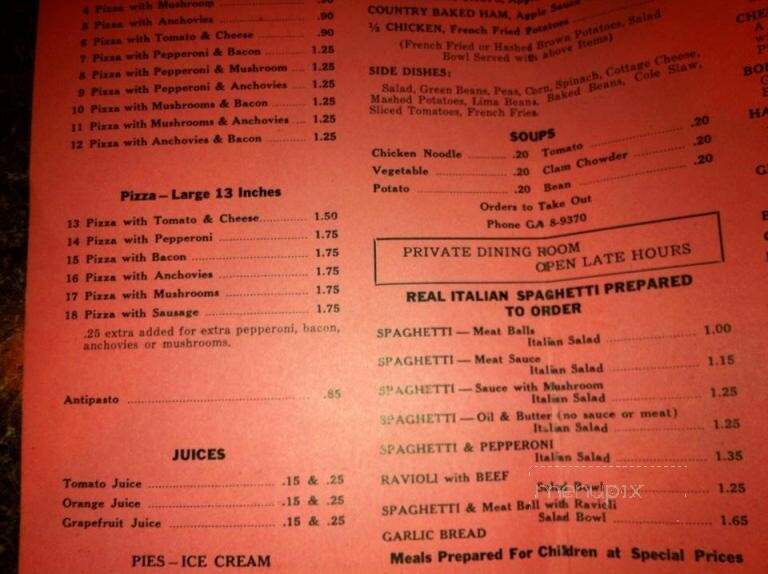 4 Pizza with Mushroom .90
5 Pizza with Anchovies .90
6 Pizza with Tomato & Cheese .90
7 Pizza with Pepperoni & Bacon 1.25
8 Pizza with Pepperoni & Mushroom 1.25
9 Pizza with Pepperoni & Anchovies 1.25
10 Pizza with Mushrooms & Bacon 1.25
11 Pizza with Mushrooms & Anchovies 1.25
12 Pizza with Anchovies & Bacon 1.25
Pizza — Large 13 Inches
13 Pizza with Tomato & Cheese 1.50
14 Pizza with Pepperoni 1.75
15 Pizza with Bacon 1.75
16 Pizza with Anchovies 1.75
17 Pizza with Mushrooms 1.75
18 Pizza with Sausage 1.75
.25 extra added for extra pepperoni, bacon,
anchovies or mushrooms.
Antipasto .85
JUICES
Tomato Juice .15 & .25
Orange Juice .15 & .25
Grapefruit Juice .15 & .25
PIES — ICE CREAM
COUNTRY BAKED HAM, Apple Sauce
½ CHICKEN, French Fried Potatoes
(French Fried or Hashed Brown Potatoes, Salad
Bowl Served with above Items)
SIDE DISHES:
Salad, Green Beans, Peas, Corn, Spinach, Cottage Cheese,
Mashed Potatoes, Lima Beans, Baked Beans, Cole Slaw,
Sliced Tomatoes, French Fries.
SOUPS
Chicken Noodle .20 Tomato .20
Vegetable .20 Clam Chowder .20
Potato .20 Bean .20
Orders to Take Out
Phone GA 8-9370
PRIVATE DINING ROOM
OPEN LATE HOURS
REAL ITALIAN SPAGHETTI PREPARED
TO ORDER
SPAGHETTI — Meat Balls
Italian Salad 1.00
SPAGHETTI — Meat Sauce
Italian Salad 1.15
SPAGHETTI — Sauce with Mushroom
Italian Salad 1.25
SPAGHETTI — Oil & Butter (no sauce or meat)
Italian Salad 1.25
SPAGHETTI & PEPPERONI
Italian Salad 1.35
RAVIOLI with BEEF
Salad Bowl 1.25
SPAGHETTI & Meat Ball with Ravioli
Salad Bowl 1.65
GARLIC BREAD
Meals Prepared For Children at Special Prices
menupix